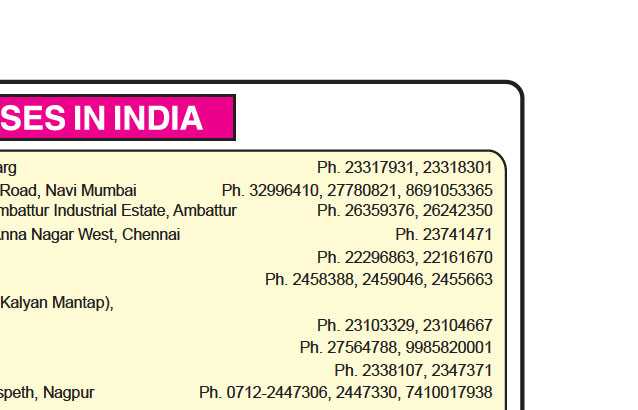 SES IN INDIA
arg Ph. 23317931, 23318301
Road, Navi Mumbai Ph. 32996410, 27780821, 8691053365
mbattur Industrial Estate, Ambattur Ph. 26359376, 26242350
nna Nagar West, Chennai Ph. 23741471
Ph. 22296863, 22161670
Ph. 2458388, 2459046, 2455663
Kalyan Mantap),
Ph. 23103329, 23104667
Ph. 27564788, 9985820001
Ph. 2338107, 2347371
speth, Nagpur Ph. 0712-2447306, 2447330, 7410017938